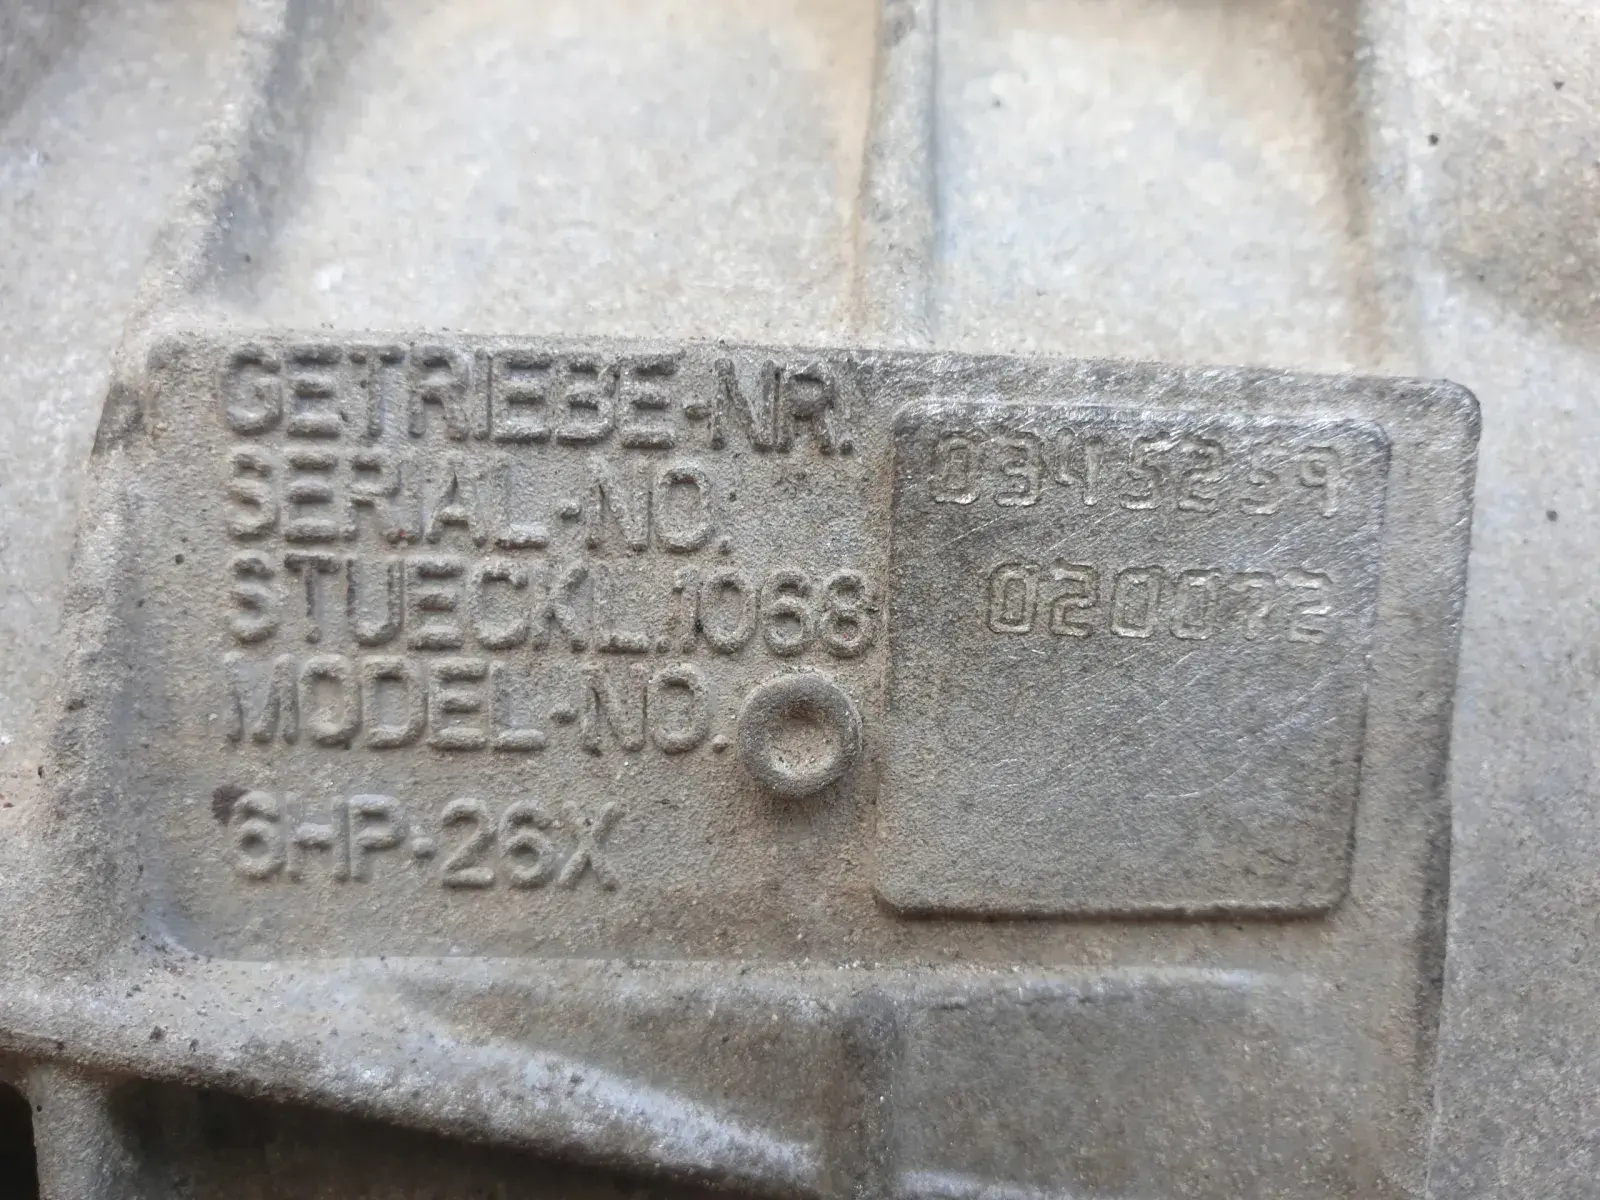 GETRIEBE-NR. 0345259
SERIAL-NO.
STUECKL.1068 020072
MODEL-NO.
6HP-26X